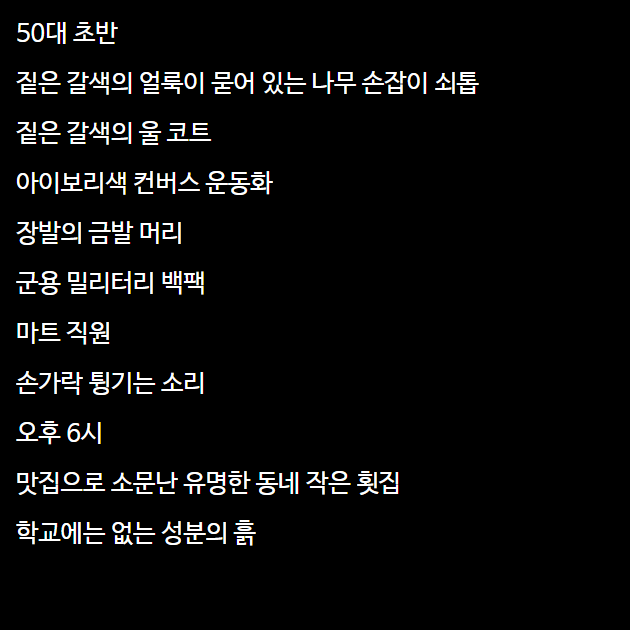 50대 초반
짙은 갈색의 얼룩이 묻어 있는 나무 손잡이 쇠톱
짙은 갈색의 울 코트
아이보리색 컨버스 운동화
장발의 금발 머리
군용 밀리터리 백팩
마트 직원
손가락 튕기는 소리
오후 6시
맛집으로 소문난 유명한 동네 작은 횟집
학교에는 없는 성분의 흙